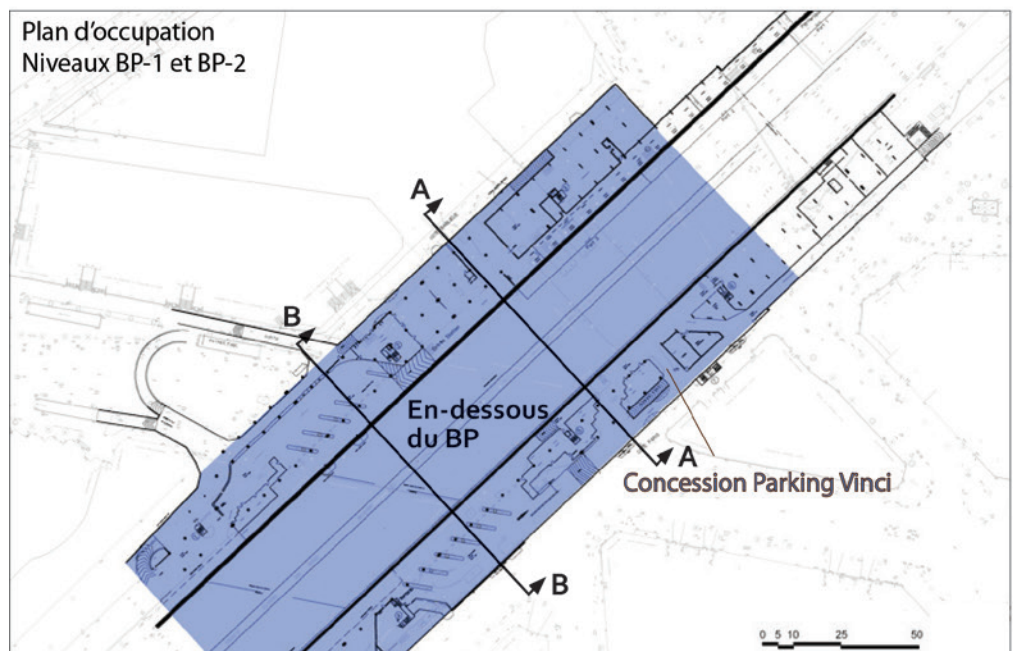 Plan d'occupation
Niveaux BP-1 et BP-2
A
B
En-dessous
du BP
A
Concession Parking Vinci
B
0 5 10 25 50